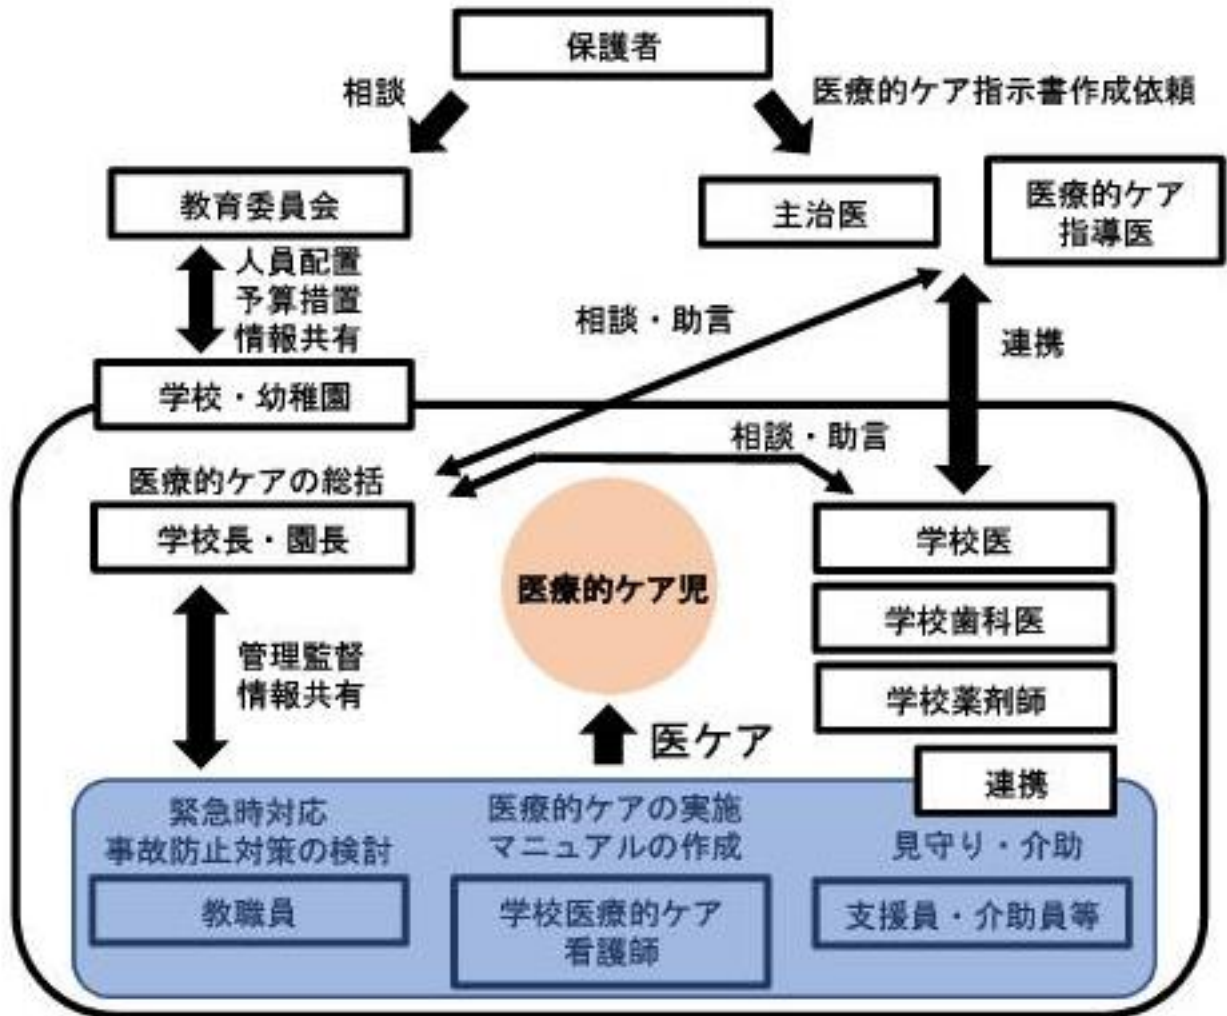 保護者
相談
医療的ケア指示書作成依頼
教育委員会
主治医
医療的ケア
指導医
人員配置
予算措置
情報共有
相談・助言
連携
学校・幼稚園
相談・助言
医療的ケアの総括
学校長・園長
学校医
医療的ケア児
学校歯科医
管理監督
情報共有
学校薬剤師
医ケア
連携
緊急時対応
事故防止対策の検討
教職員
医療的ケアの実施
マニュアルの作成
学校医療的ケア
看護師
見守り・介助
支援員・介助員等